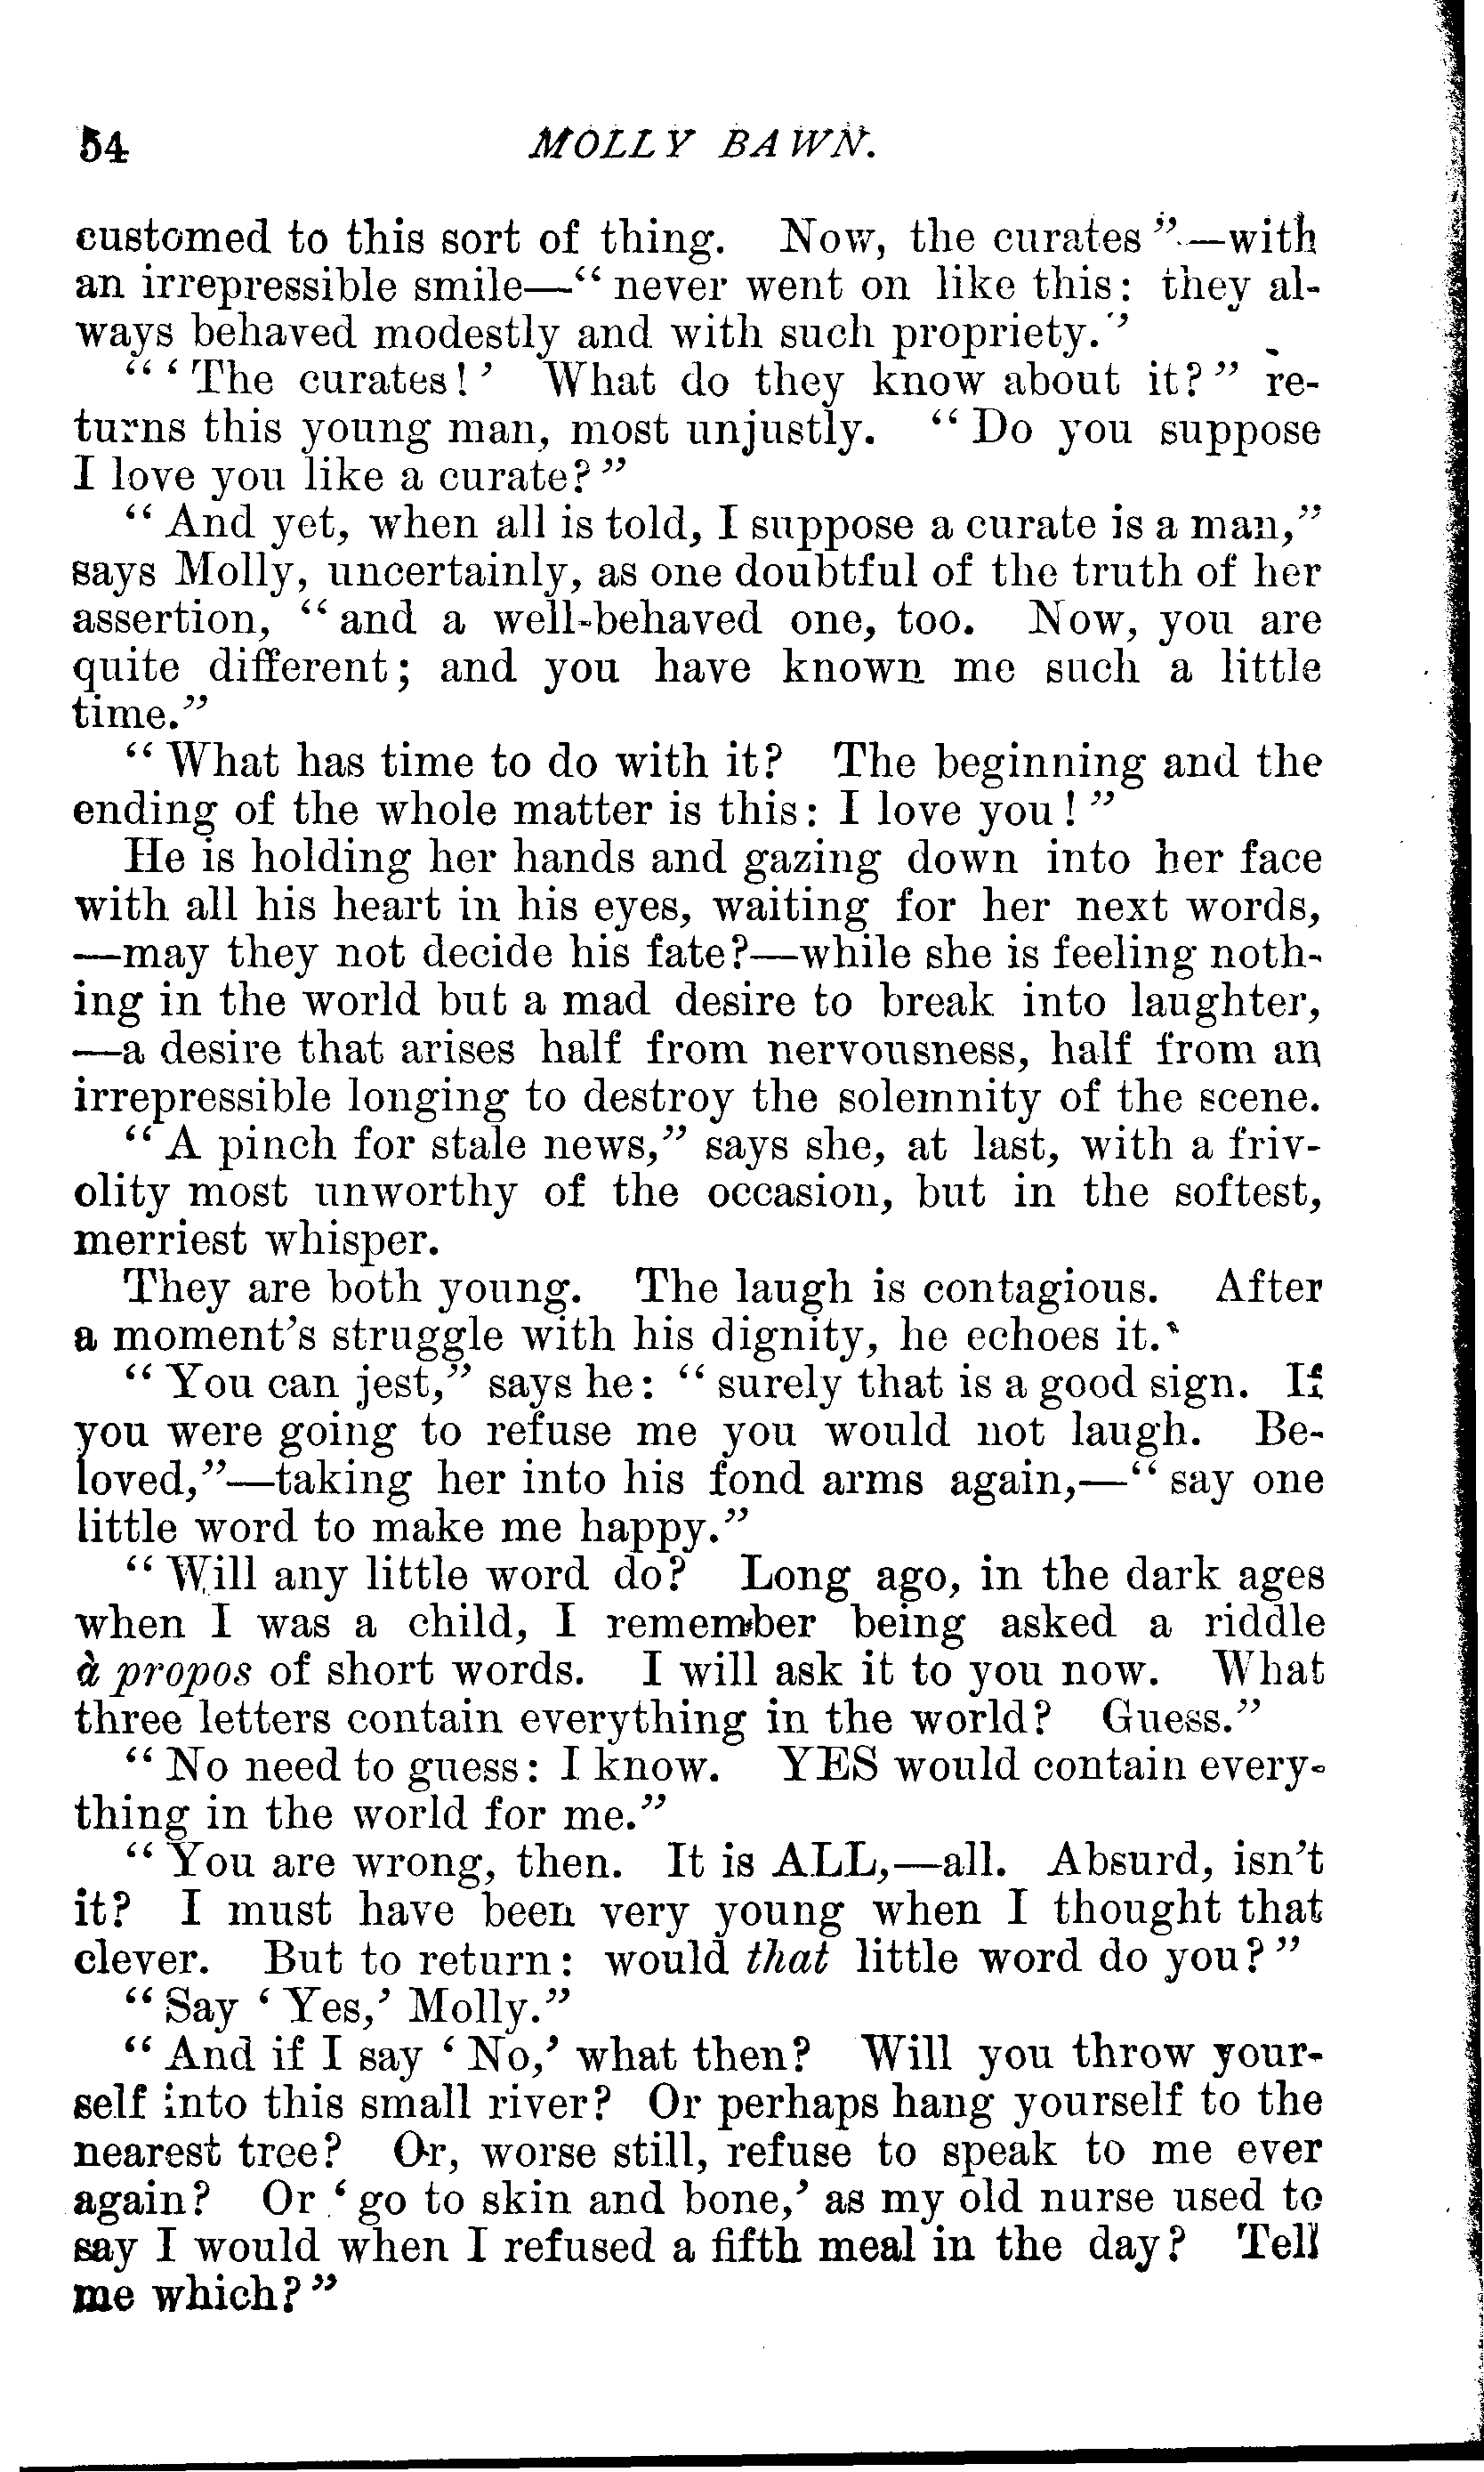 54 MOLLY BAWN.
customed to this sort of thing. Now, the curates"—with
an irrepressible smile—"never went on like this: they al-
ways behaved modestly and with such propriety."
"'The curates!' What do they know about it?" re-
turns this young man, most unjustly. "Do you suppose
I love you like a curate?"
"And yet, when all is told, I suppose a curate is a man,"
says Molly, uncertainly, as one doubtful of the truth of her
assertion, "and a well-behaved one, too. Now, you are
quite different; and you have known me such a little
time."
"What has time to do with it? The beginning and the
ending of the whole matter is this: I love you!"
He is holding her hands and gazing down into her face
with all his heart in his eyes, waiting for her next words,
—may they not decide his fate?—while she is feeling noth-
ing in the world but a mad desire to break into laughter,
—a desire that arises half from nervousness, half from an
irrepressible longing to destroy the solemnity of the scene.
"A pinch for stale news," says she, at last, with a friv-
olity most unworthy of the occasion, but in the softest,
merriest whisper.
They are both young. The laugh is contagious. After
a moment's struggle with his dignity, he echoes it.
"You can jest," says he: "surely that is a good sign. If
you were going to refuse me you would not laugh. Be-
loved,"—taking her into his fond arms again,—"say one
little word to make me happy."
"Will any little word do? Long ago, in the dark ages
when I was a child, I remember being asked a riddle
à propos of short words. I will ask it to you now. What
three letters contain everything in the world? Guess."
"No need to guess: I know. YES would contain every-
thing in the world for me."
"You are wrong, then. It is ALL,—all. Absurd, isn't
it? I must have been very young when I thought that
clever. But to return: would that little word do you?"
"Say 'Yes,' Molly."
"And if I say 'No,' what then? Will you throw your-
self into this small river? Or perhaps hang yourself to the
nearest tree? Or, worse still, refuse to speak to me ever
again? Or 'go to skin and bone,' as my old nurse used to
say I would when I refused a fifth meal in the day? Tell
me which?"